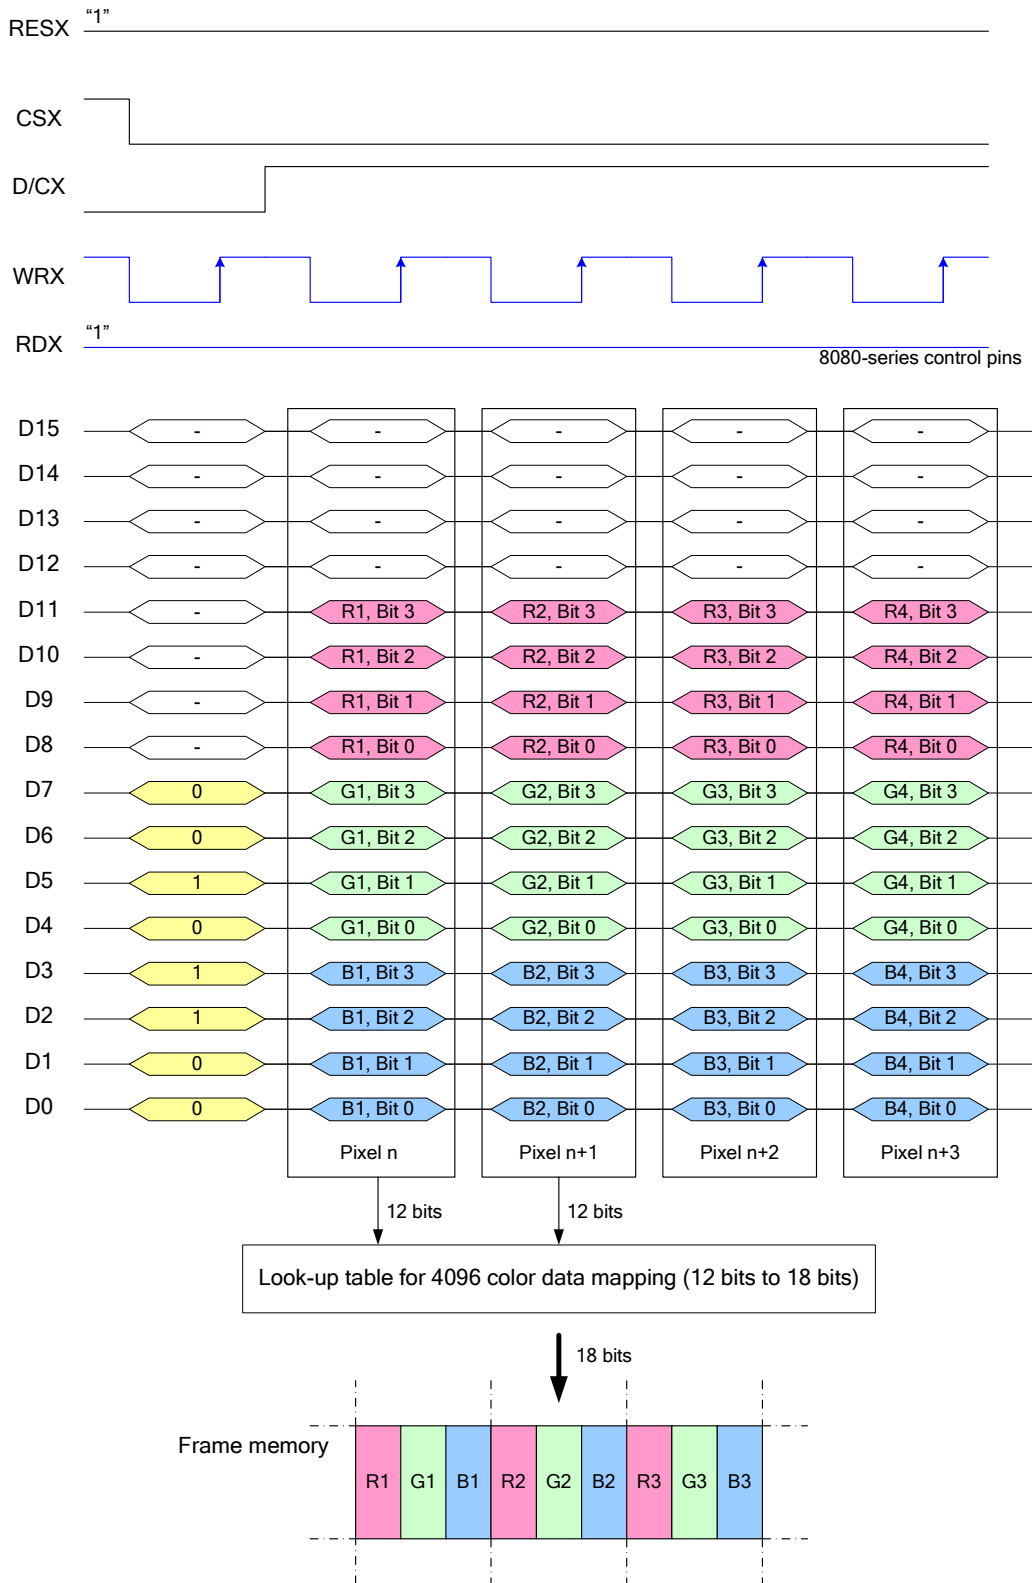 RESX “1”
CSX
D/CX
WRX
RDX “1”
8080-series control pins
D15 - - - - -
D14 - - - - -
D13 - - - - -
D12 - - - - -
D11 - R1, Bit 3 R2, Bit 3 R3, Bit 3 R4, Bit 3
D10 - R1, Bit 2 R2, Bit 2 R3, Bit 2 R4, Bit 2
D9 - R1, Bit 1 R2, Bit 1 R3, Bit 1 R4, Bit 1
D8 - R1, Bit 0 R2, Bit 0 R3, Bit 0 R4, Bit 0
D7 0 G1, Bit 3 G2, Bit 3 G3, Bit 3 G4, Bit 3
D6 0 G1, Bit 2 G2, Bit 2 G3, Bit 2 G4, Bit 2
D5 1 G1, Bit 1 G2, Bit 1 G3, Bit 1 G4, Bit 1
D4 0 G1, Bit 0 G2, Bit 0 G3, Bit 0 G4, Bit 0
D3 1 B1, Bit 3 B2, Bit 3 B3, Bit 3 B4, Bit 3
D2 1 B1, Bit 2 B2, Bit 2 B3, Bit 2 B4, Bit 2
D1 0 B1, Bit 1 B2, Bit 1 B3, Bit 1 B4, Bit 1
D0 0 B1, Bit 0 B2, Bit 0 B3, Bit 0 B4, Bit 0
Pixel n Pixel n+1 Pixel n+2 Pixel n+3
12 bits 12 bits
Look-up table for 4096 color data mapping (12 bits to 18 bits)
18 bits
Frame memory
R1 G1 B1 R2 G2 B2 R3 G3 B3